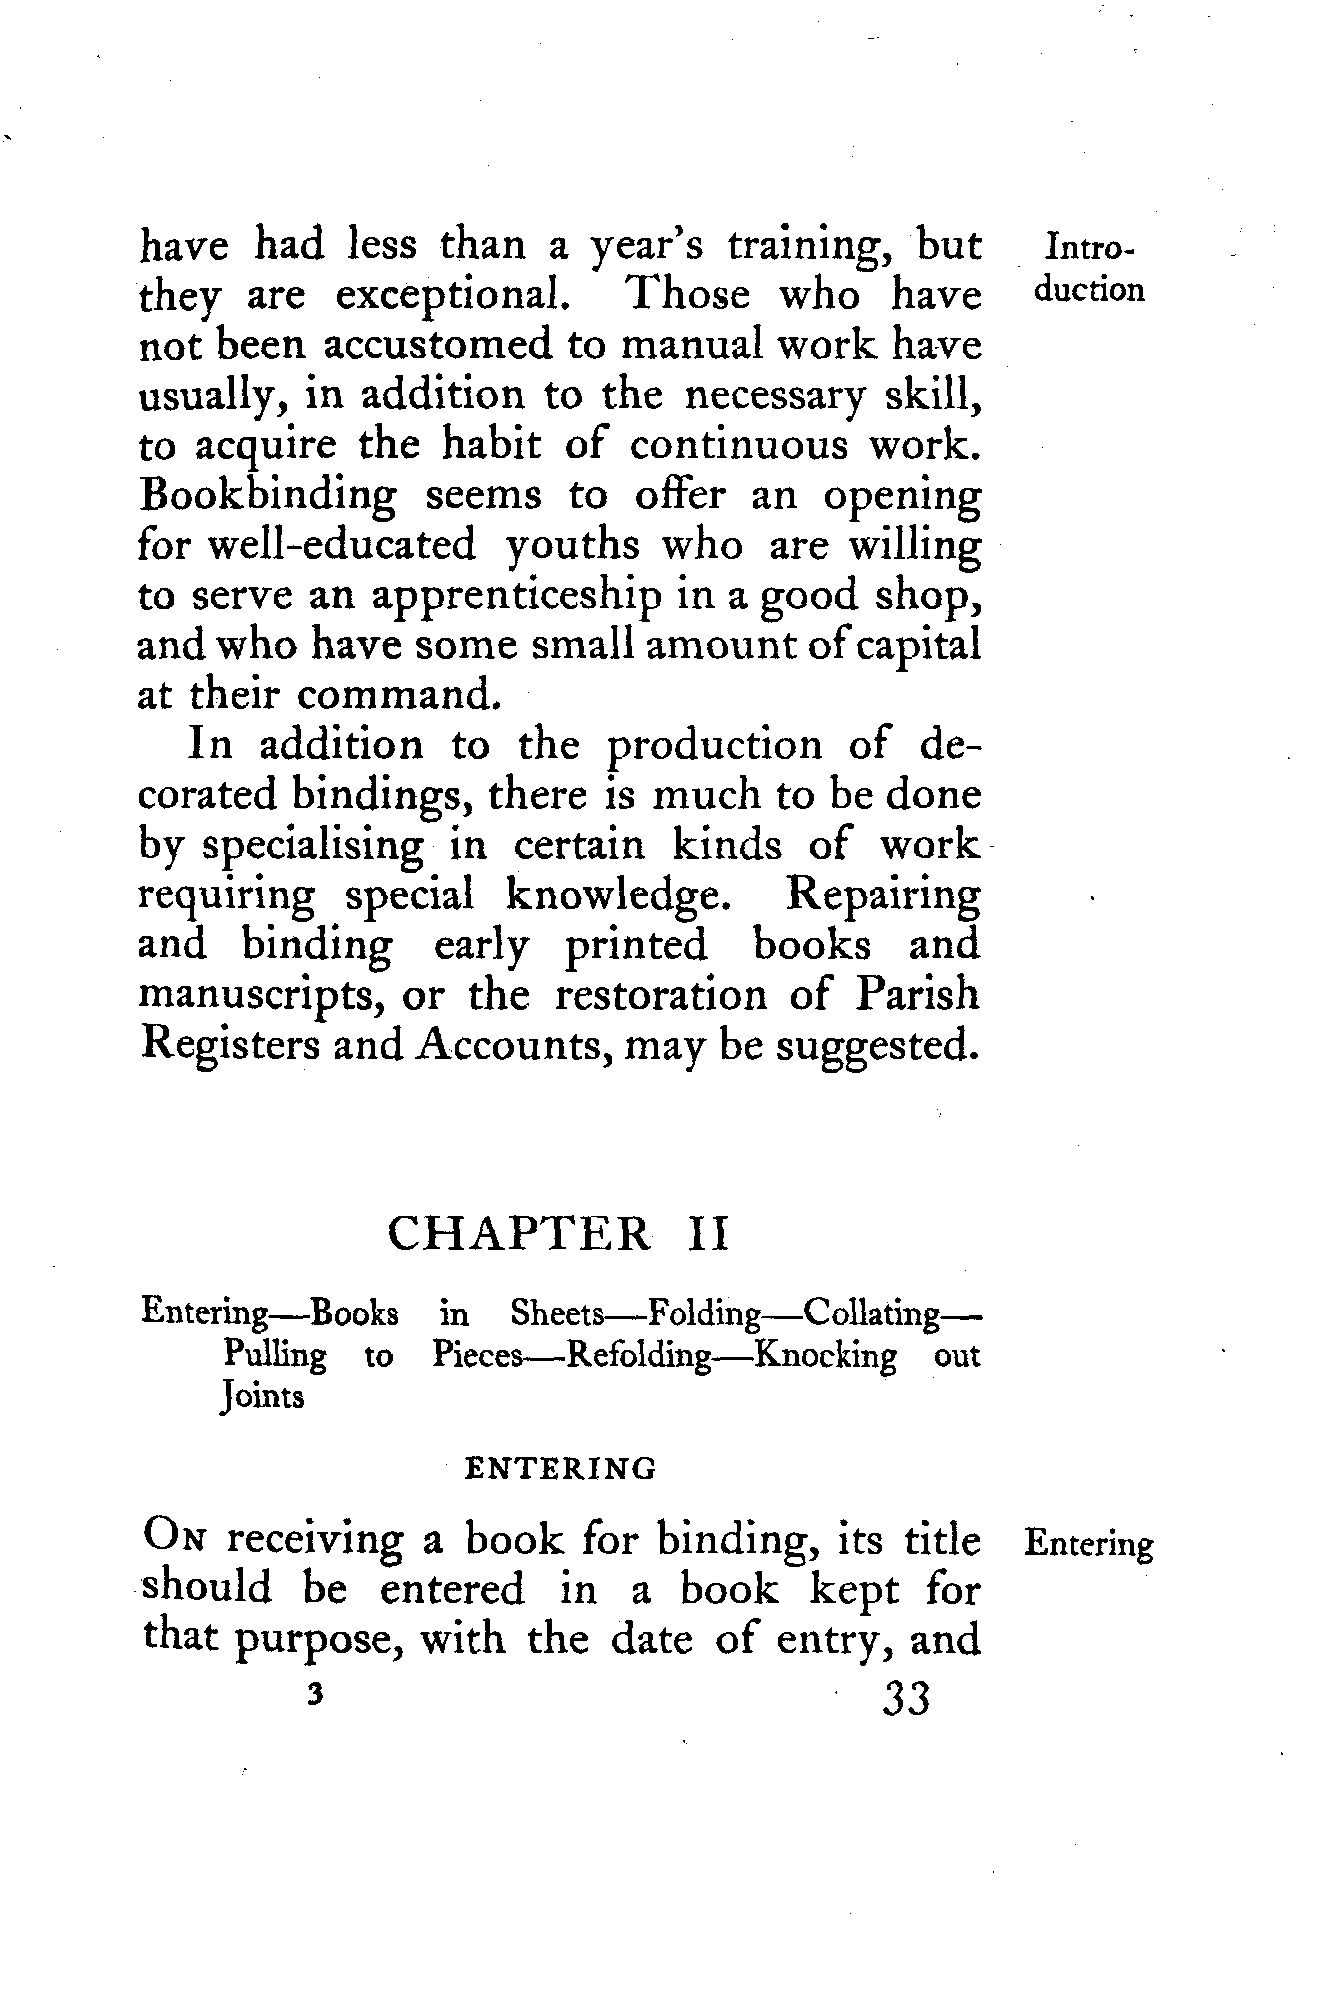 have had less than a year's training, but
Intro-
they are exceptional. Those who have
duction
not been accustomed to manual work have
usually, in addition to the necessary skill,
to acquire the habit of continuous work.
Bookbinding seems to offer an opening
for well-educated youths who are willing
to serve an apprenticeship in a good shop,
and who have some small amount of capital
at their command.
In addition to the production of de-
corated bindings, there is much to be done
by specialising in certain kinds of work
requiring special knowledge. Repairing
and binding early printed books and
manuscripts, or the restoration of Parish
Registers and Accounts, may be suggested.
CHAPTER II
Entering—Books in Sheets—Folding—Collating—
Pulling to Pieces—Refolding—Knocking out
Joints
ENTERING
On receiving a book for binding, its title
Entering
should be entered in a book kept for
that purpose, with the date of entry, and
3 33